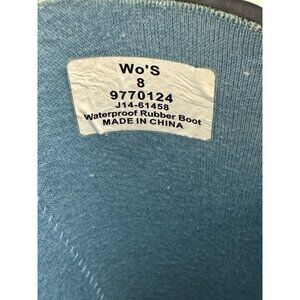 Wo'S
8
9770124
J14-61458
Waterproof Rubber Boot
MADE IN CHINA